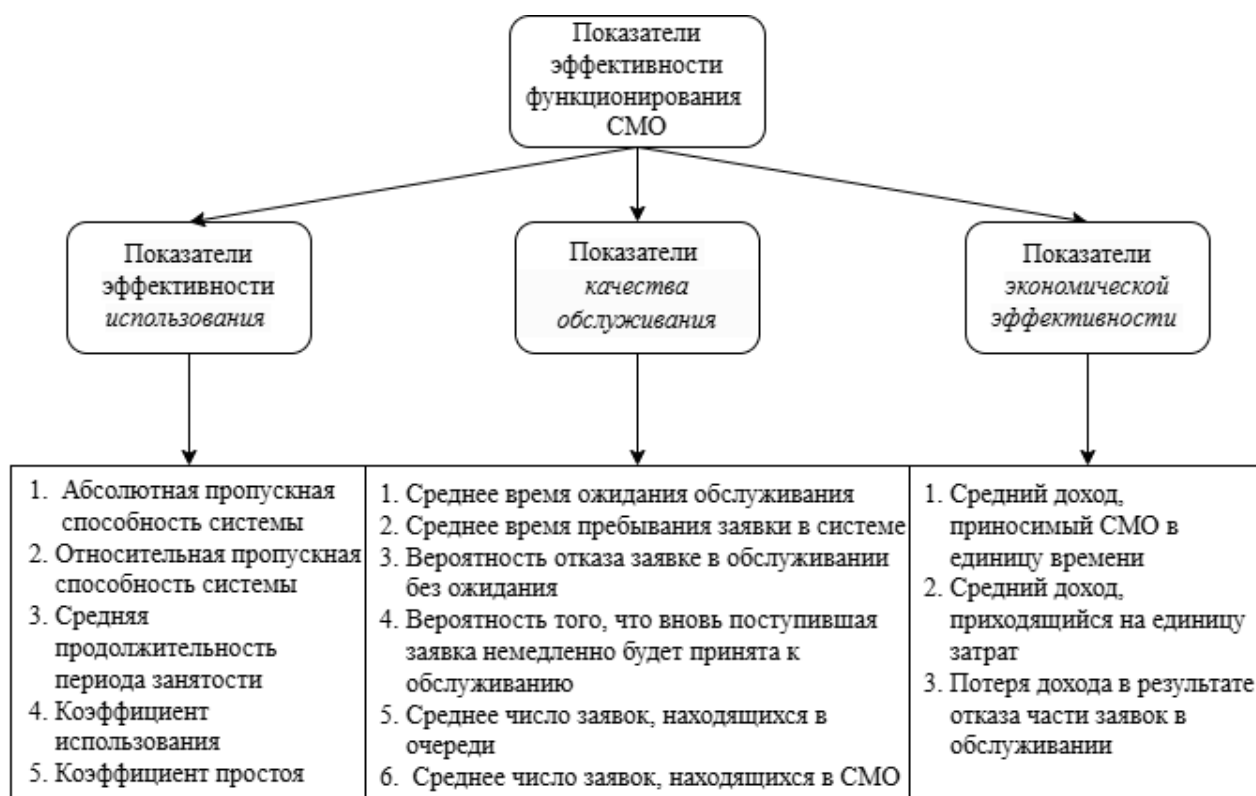 Показатели
эффективности
функционирования
СМО
Показатели
эффективности
использования
Показатели
качества
обслуживания
Показатели
экономической
эффективности
1. Абсолютная пропускная
способность системы
2. Относительная пропускная
способность системы
3. Средняя
продолжительность
периода занятости
4. Коэффициент
использования
5. Коэффициент простоя
1. Среднее время ожидания обслуживания
2. Среднее время пребывания заявки в системе
3. Вероятность отказа заявке в обслуживании
без ожидания
4. Вероятность того, что вновь поступившая
заявка немедленно будет принята к
обслуживанию
5. Среднее число заявок, находящихся в
очереди
6. Среднее число заявок, находящихся в СМО
1. Средний доход,
приносимый СМО в
единицу времени
2. Средний доход,
приходящийся на единицу
затрат
3. Потеря дохода в результате
отказа части заявок в
обслуживании